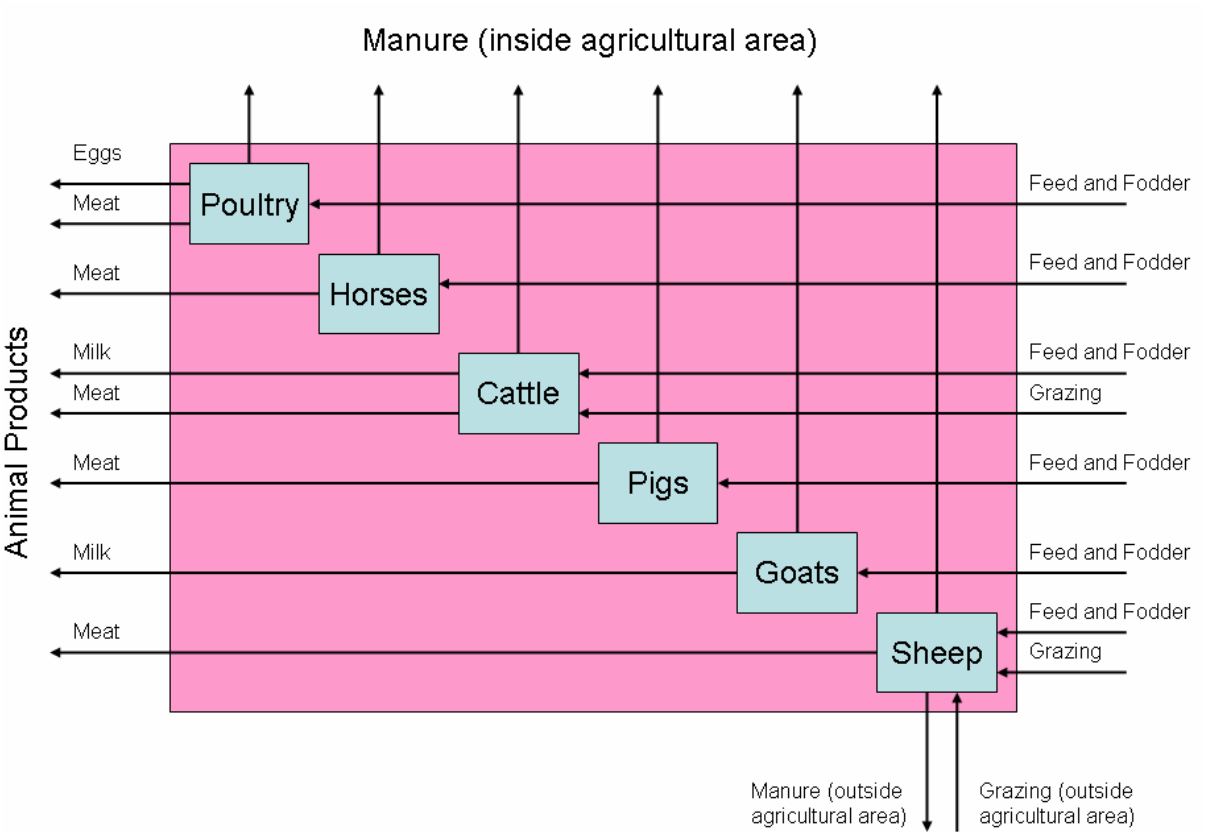 Manure (inside agricultural area)
Eggs
Meat
Poultry
Feed and Fodder
Meat
Horses
Feed and Fodder
Animal Products
Milk
Meat
Cattle
Feed and Fodder
Grazing
Meat
Pigs
Feed and Fodder
Milk
Goats
Feed and Fodder
Meat
Sheep
Feed and Fodder
Grazing
Manure (outside
agricultural area)
Grazing (outside
agricultural area)